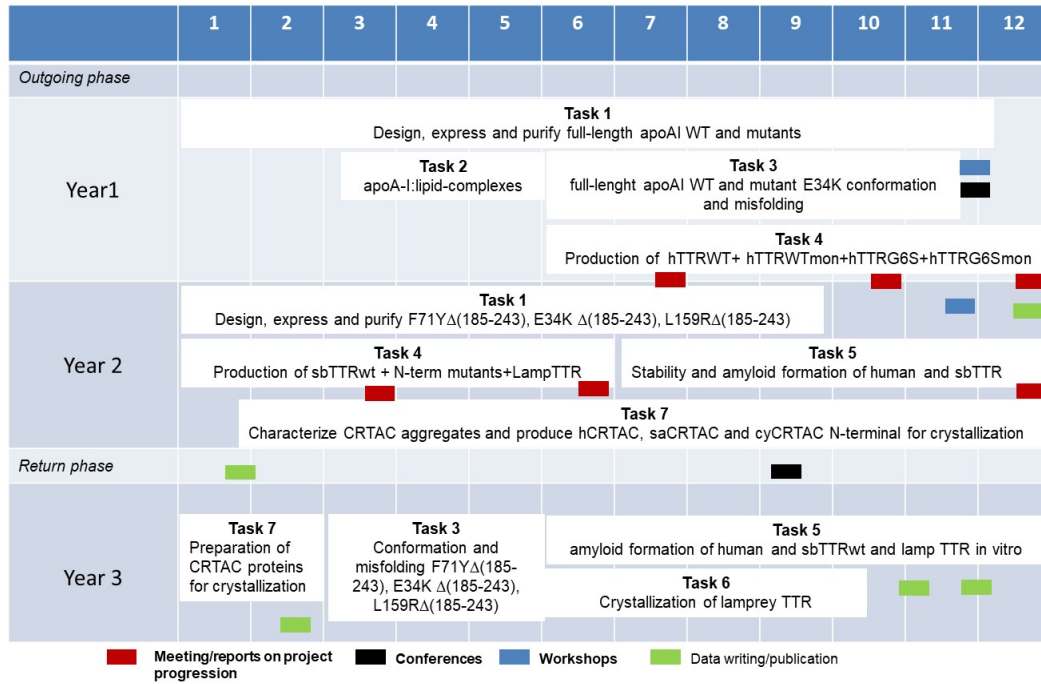 1 2 3 4 5 6 7 8 9 10 11 12
Outgoing phase
Year1
Task 1
Design, express and purify full-length apoAI WT and mutants
Task 2
apoA-I:lipid-complexes
Task 3
full-lenght apoAI WT and mutant E34K conformation
and misfolding
Task 4
Production of hTTRWT+ hTTRWTmon+hTTRG6S+hTTRG6Smon
Year 2
Task 1
Design, express and purify F71YΔ(185-243), E34K Δ(185-243), L159RΔ(185-243)
Task 4
Production of sbTTRwt + N-term mutants+LampTTR
Task 5
Stability and amyloid formation of human and sbTTR
Task 7
Characterize CRTAC aggregates and produce hCRTAC, saCRTAC and cyCRTAC N-terminal for crystallization
Return phase
Year 3
Task 7
Preparation of
CRTAC proteins
for crystallization
Task 3
Conformation and
misfolding F71YΔ(185-
243), E34K Δ(185-243),
L159RΔ(185-243)
Task 5
amyloid formation of human and sbTTRwt and lamp TTR in vitro
Task 6
Crystallization of lamprey TTR
Meeting/reports on project
progression
Conferences
Workshops
Data writing/publication